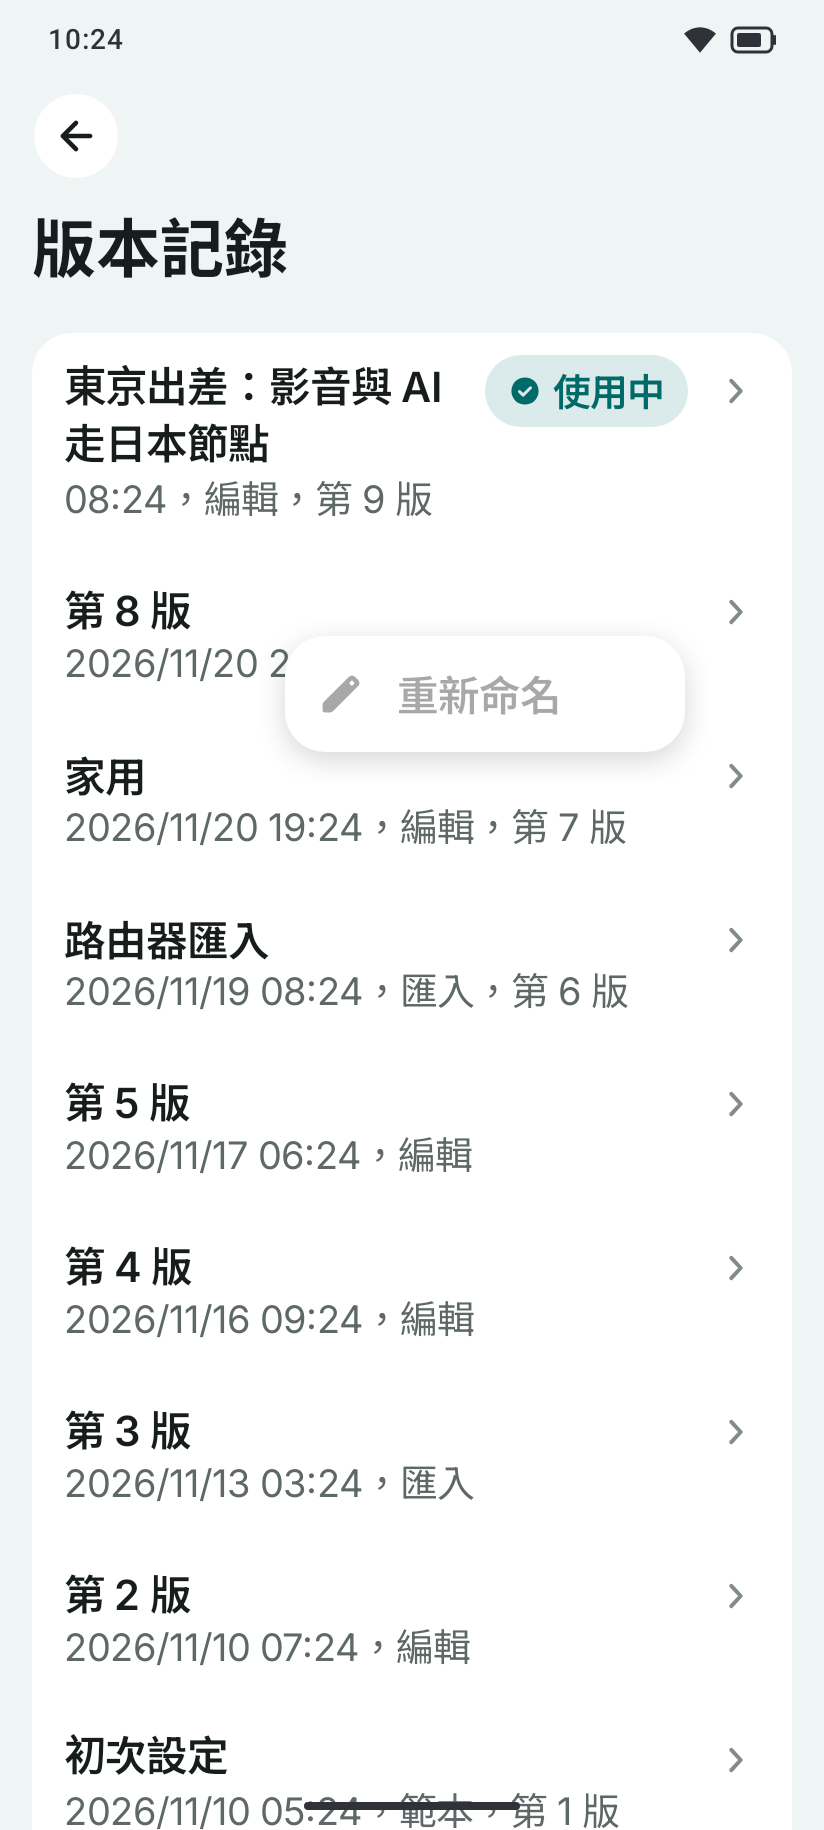 10:24
版本記錄
東京出差：影音與 AI
走日本節點
使用中
08:24，編輯，第 9 版
第 8 版
2026/11/20 2
重新命名
家用
2026/11/20 19:24，編輯，第 7 版
路由器匯入
2026/11/19 08:24，匯入，第 6 版
第 5 版
2026/11/17 06:24，編輯
第 4 版
2026/11/16 09:24，編輯
第 3 版
2026/11/13 03:24，匯入
第 2 版
2026/11/10 07:24，編輯
初次設定
2026/11/10 05:24，範本，第 1 版